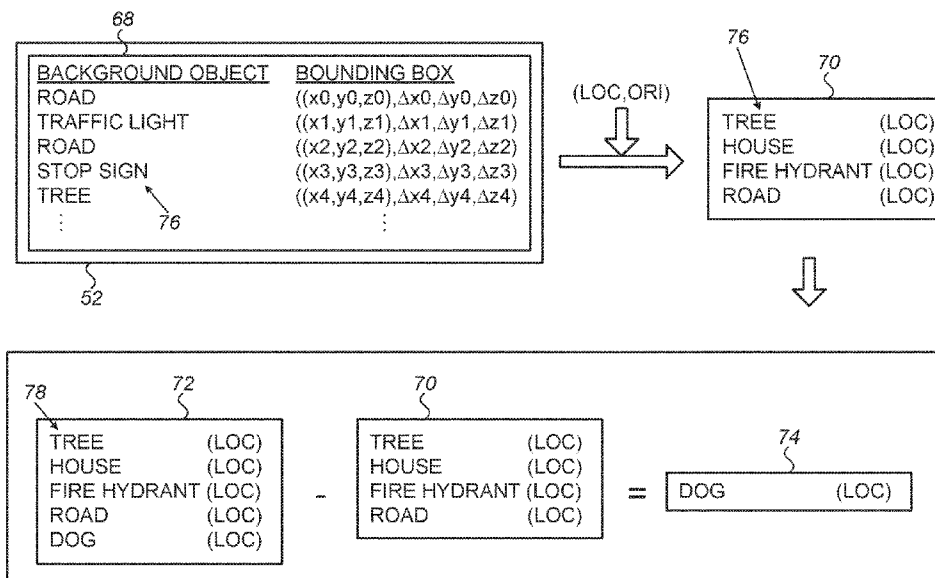 68
BACKGROUND OBJECT BOUNDING BOX
ROAD ((x0,y0,z0),Δx0,Δy0,Δz0)
TRAFFIC LIGHT ((x1,y1,z1),Δx1,Δy1,Δz1)
ROAD ((x2,y2,z2),Δx2,Δy2,Δz2)
STOP SIGN ((x3,y3,z3),Δx3,Δy3,Δz3)
TREE ((x4,y4,z4),Δx4,Δy4,Δz4)
⋮ ⋮
76
52
(LOC,ORI)
76
70
TREE (LOC)
HOUSE (LOC)
FIRE HYDRANT (LOC)
ROAD (LOC)
78
72
TREE (LOC)
HOUSE (LOC)
FIRE HYDRANT (LOC)
ROAD (LOC)
DOG (LOC)
-
70
TREE (LOC)
HOUSE (LOC)
FIRE HYDRANT (LOC)
ROAD (LOC)
=
74
DOG (LOC)